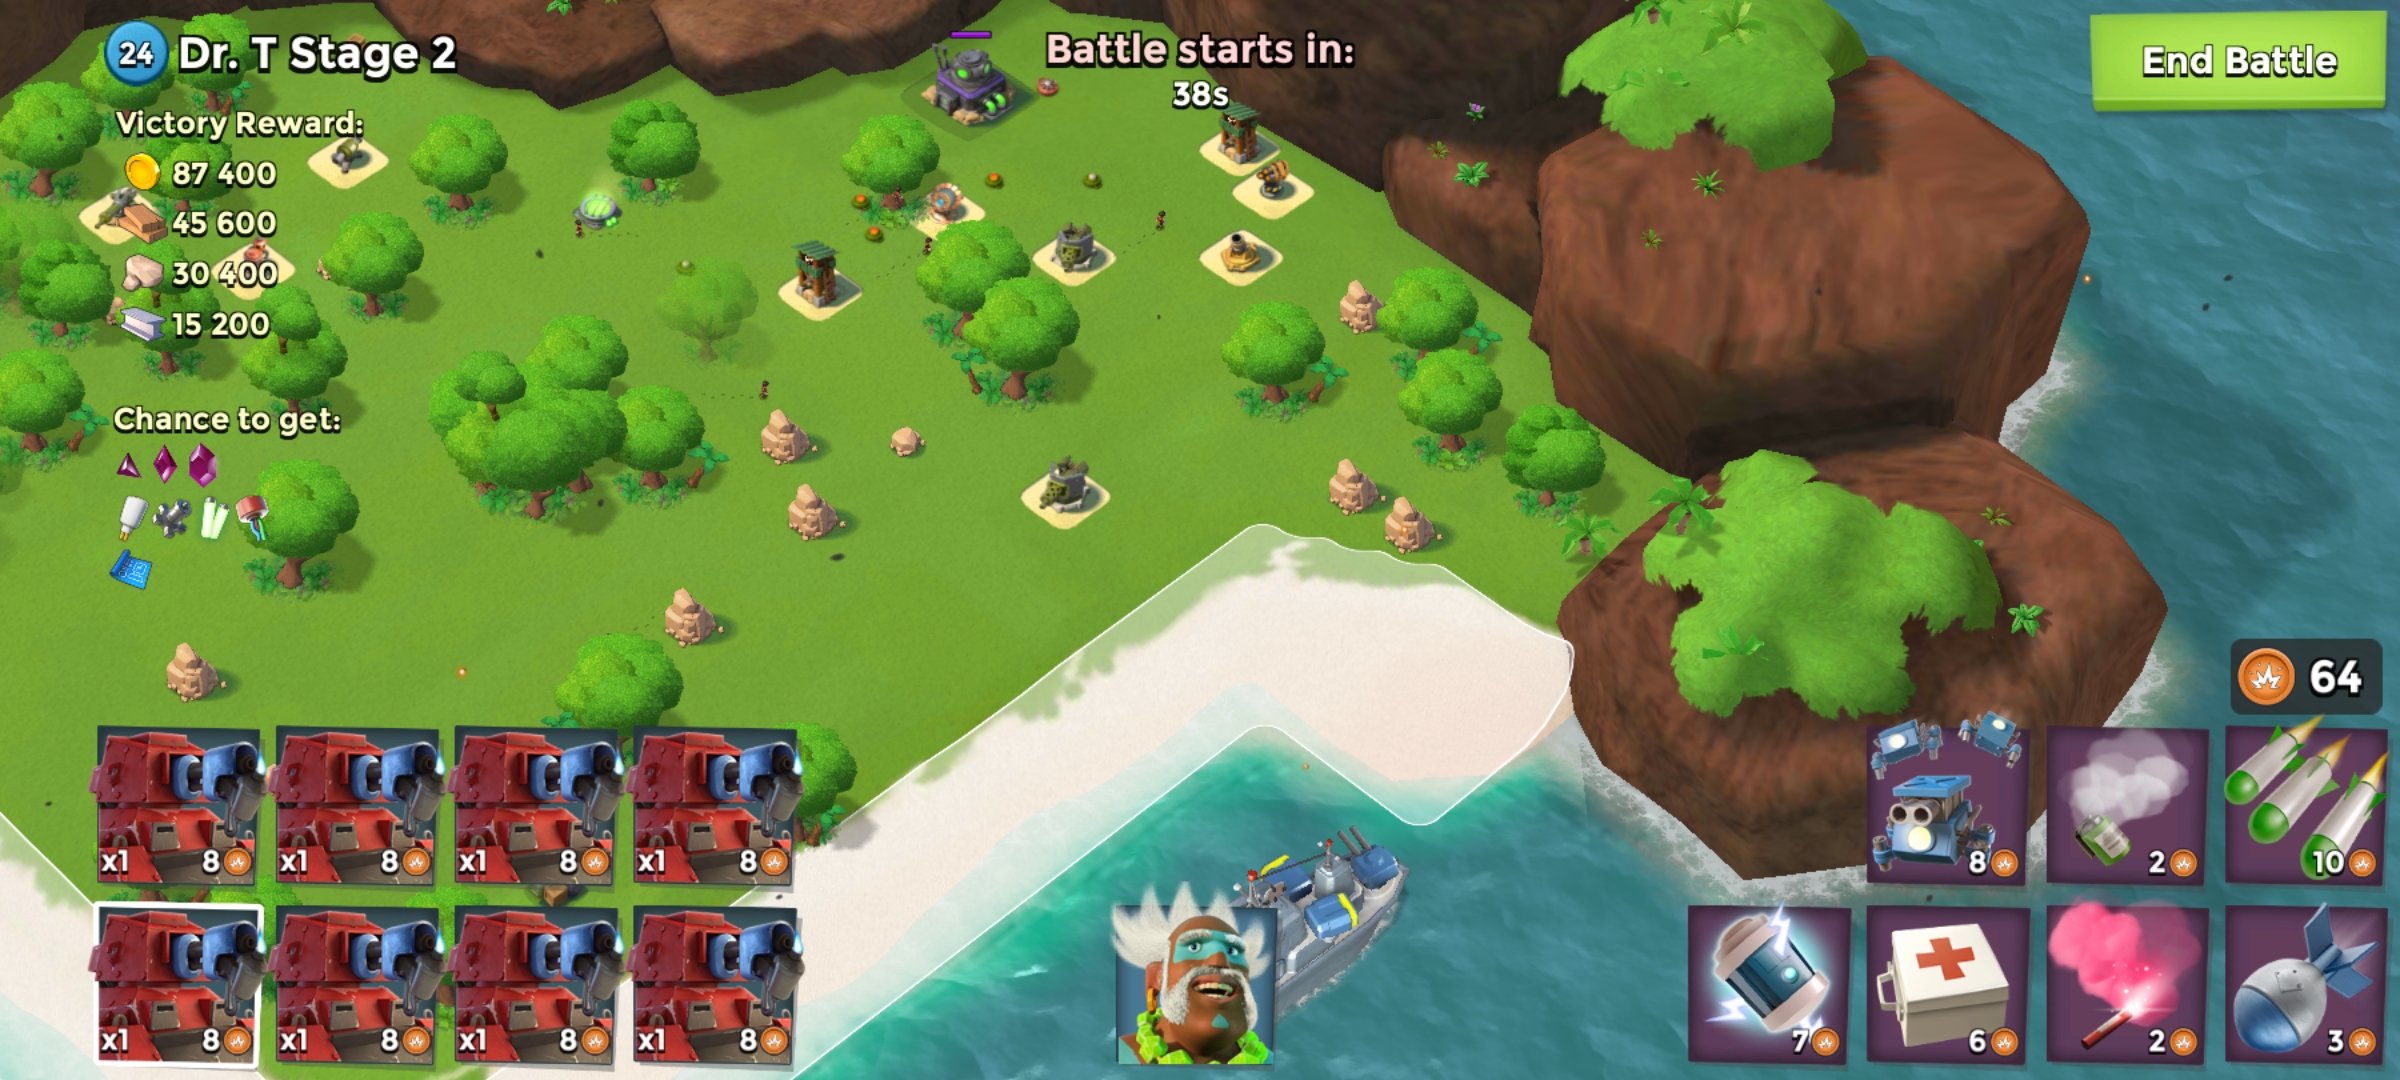 24 Dr. T Stage 2
Battle starts in:
38s
End Battle
Victory Reward:
87 400
45 600
30 400
15 200
Chance to get:
64
x1 8
x1 8
x1 8
x1 8
8
2
10
x1 8
x1 8
x1 8
x1 8
7
6
2
3